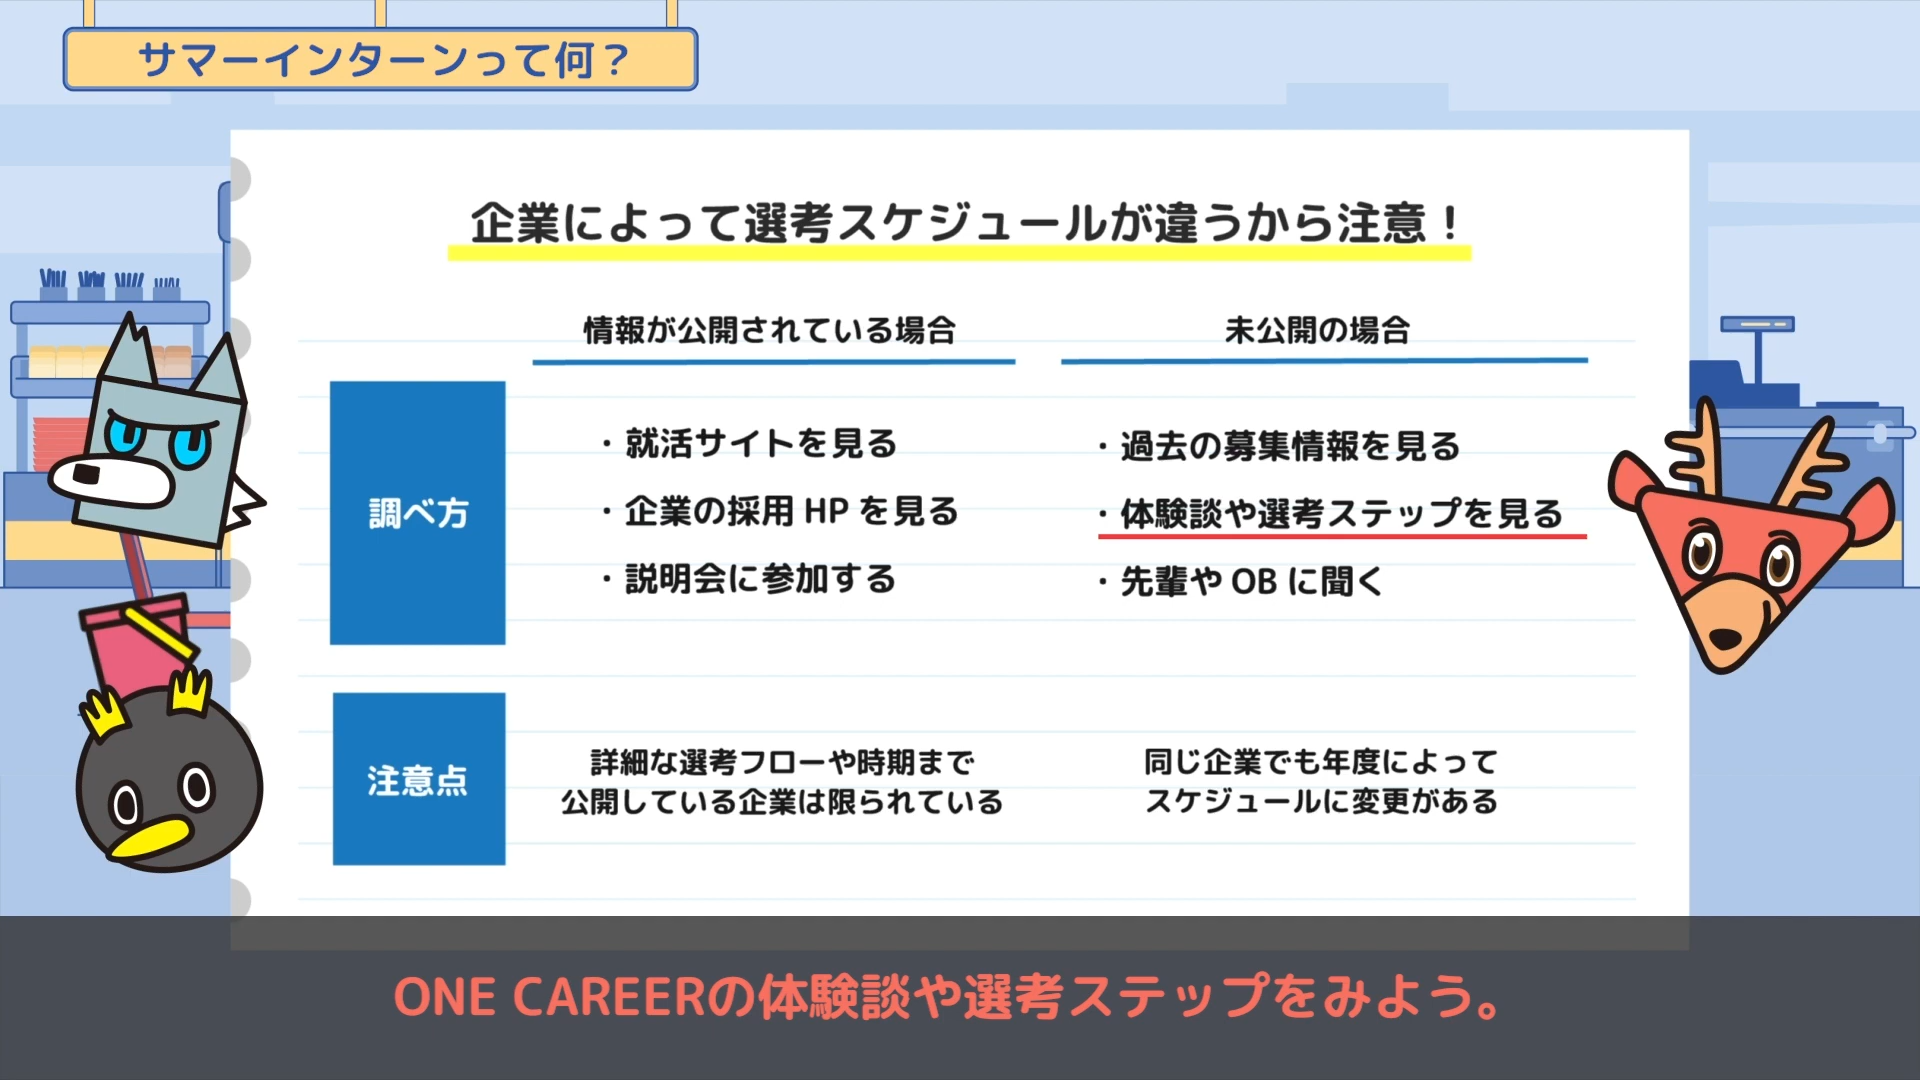 サマーインターンって何？
企業によって選考スケジュールが違うから注意！
情報が公開されている場合
未公開の場合
調べ方
・就活サイトを見る
・企業の採用HPを見る
・説明会に参加する
・過去の募集情報を見る
・体験談や選考ステップを見る
・先輩やOBに聞く
注意点
詳細な選考フローや時期まで
公開している企業は限られている
同じ企業でも年度によって
スケジュールに変更がある
ONE CAREERの体験談や選考ステップをみよう。